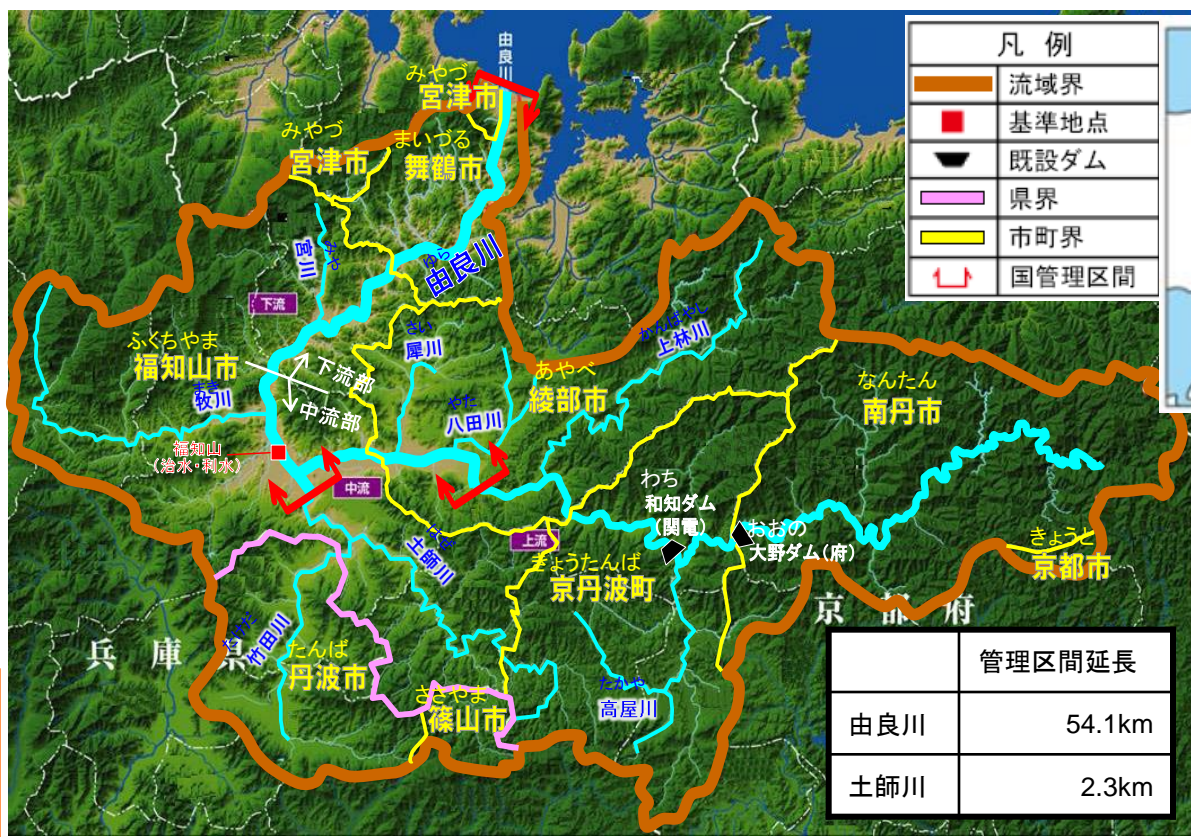 由良川
みやづ
宮津市
みやづ
宮津市
まいづる
舞鶴市
みや
宮川
ゆら
由良川
下流
ふくちやま
福知山市
下流部
中流部
まき
牧川
さい
犀川
やた
八田川
あやべ
綾部市
かんばやし
上林川
なんたん
南丹市
福知山
(治水・利水)
中流
わち
和知ダム
(関電)
おおの
大野ダム(府)
上流
土師川
きょうたんば
京丹波町
きょうと
京都市
京都府
兵庫県
たけだ
竹田川
たんば
丹波市
ささやま
篠山市
たかや
高屋川
凡 例
流域界
基準地点
既設ダム
県界
市町界
国管理区間
管理区間延長
由良川 54.1km
土師川 2.3km